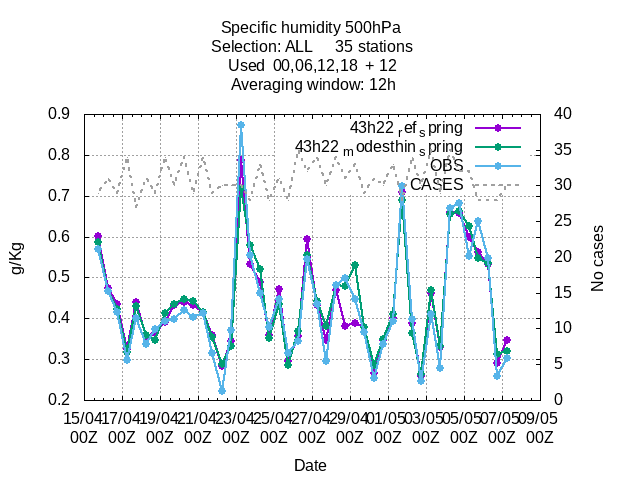 Specific humidity 500hPa
Selection: ALL 35 stations
Used 00,06,12,18 + 12
Averaging window: 12h
0.9
0.8
0.7
0.6
0.5
0.4
0.3
0.2
g/Kg
40
35
30
25
20
15
10
5
0
No cases
43h22 refspring
43h22 modesthinspring
OBS
CASES
15/04 17/04 19/04 21/04 23/04 25/04 27/04 29/04 01/05 03/05 05/05 07/05 09/05
00Z 00Z 00Z 00Z 00Z 00Z 00Z 00Z 00Z 00Z 00Z 00Z 00Z
Date